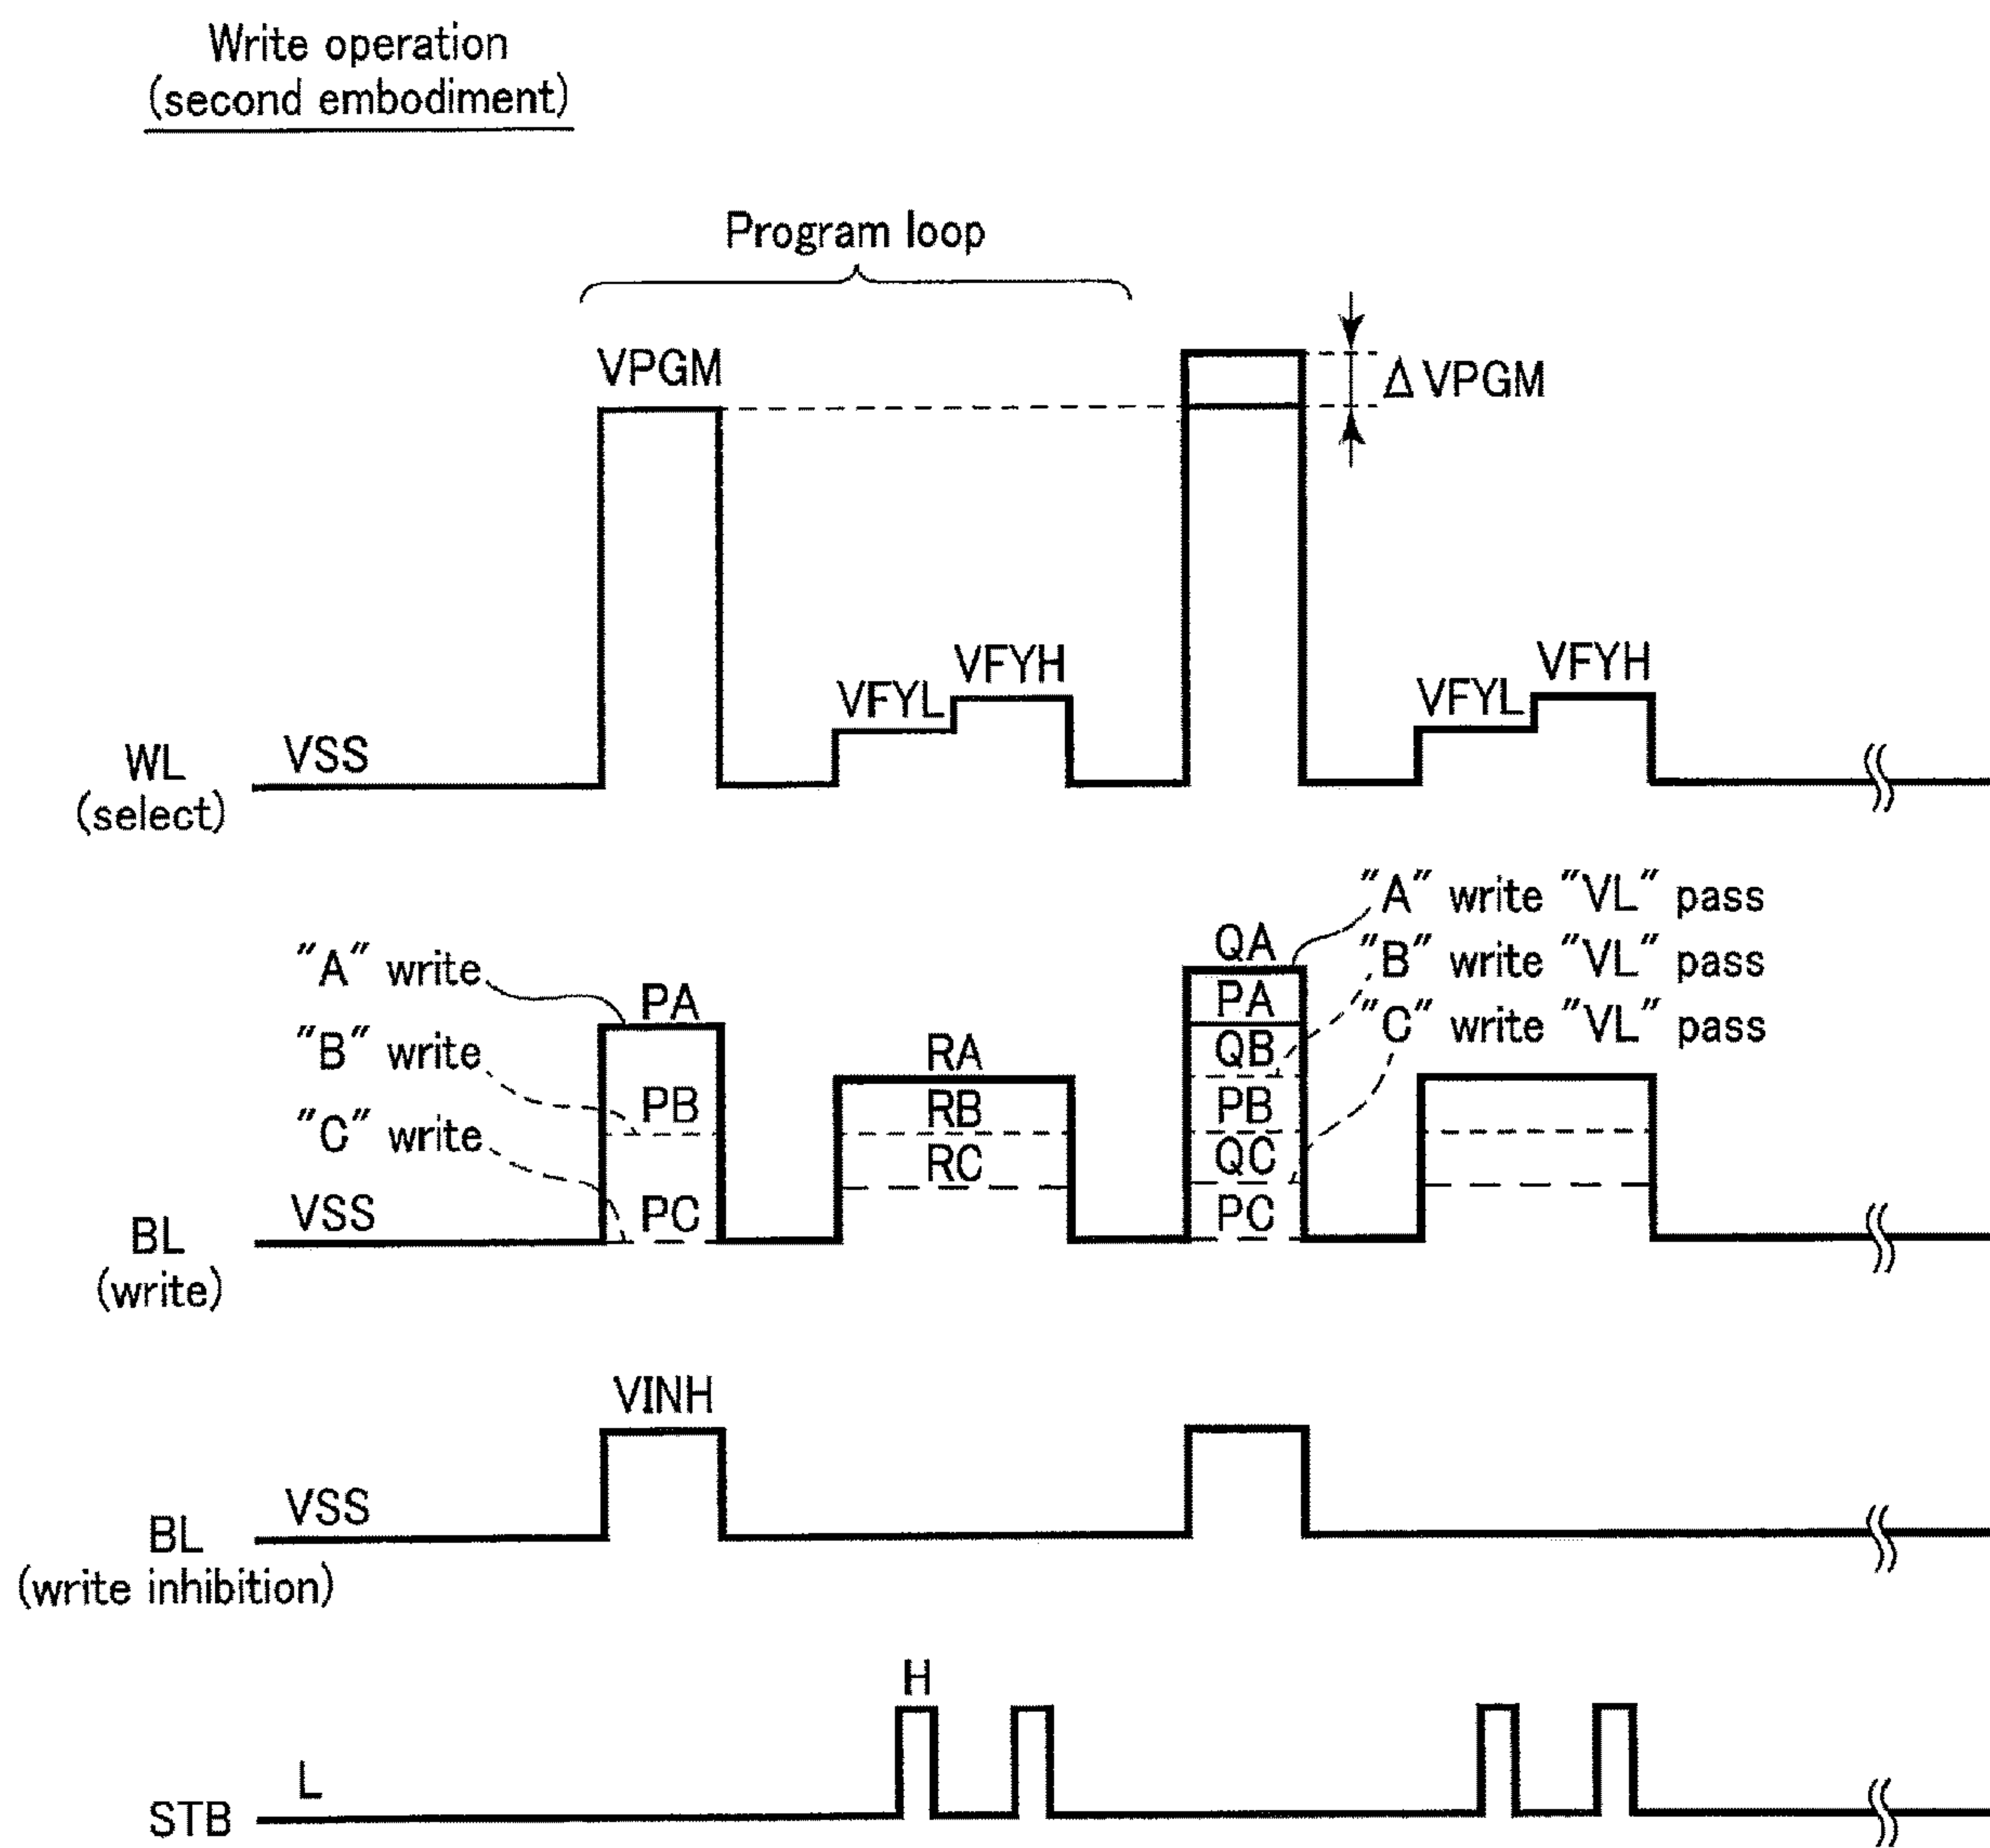 Write operation
(second embodiment)
Program loop
VPGM
Δ VPGM
VFYL
VFYH
VFYL
VFYH
WL
(select)
VSS
"A" write
"B" write
"C" write
PA
PB
PC
RA
RB
RC
QA
PA
QB
PB
QC
PC
"A" write "VL" pass
"B" write "VL" pass
"C" write "VL" pass
BL
(write)
VSS
VINH
VSS
BL
(write inhibition)
H
L
STB